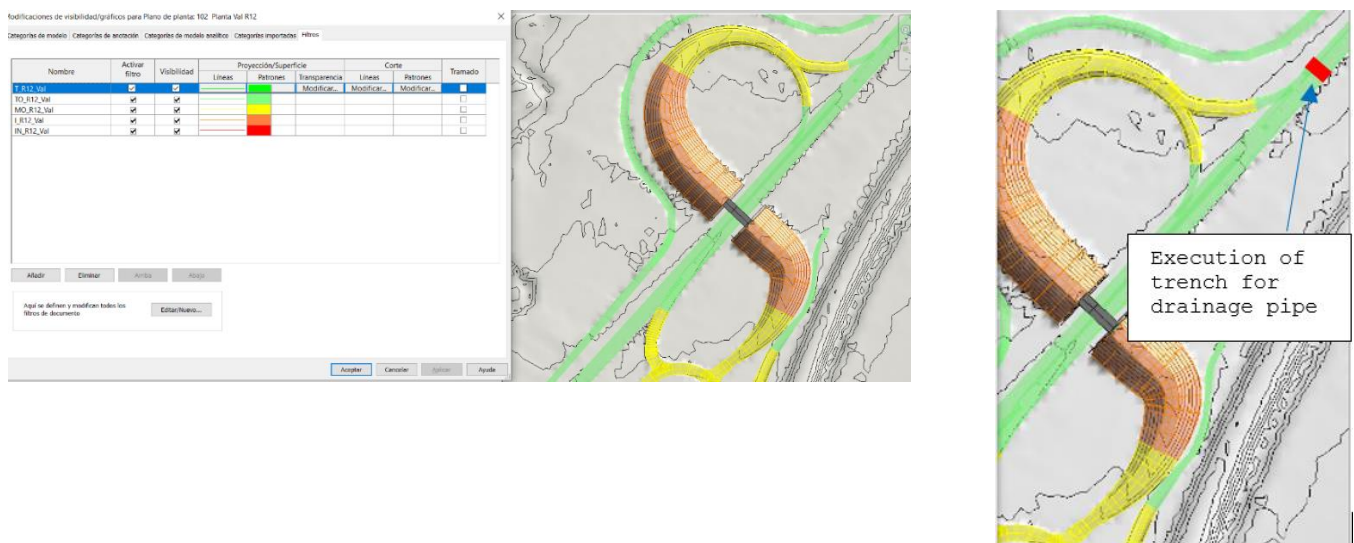 Modificaciones de visibilidad/gráficos para Plano de planta: 102 Planta Val R12
Categorías de modelo Categorías de anotación Categorías de modelo analítico Categorías importadas Filtros
Nombre Activar filtro Visibilidad Proyección/Superficie Corte Tramado
Líneas Patrones Transparencia Líneas Patrones
T_R12_Val Modificar... Modificar... Modificar...
TO_R12_Val
MO_R12_Val
I_R12_Val
IN_R12_Val
Añadir Eliminar Arriba Abajo
Aquí se definen y modifican todos los
filtros de documento
Editar/Nuevo...
Aceptar Cancelar Aplicar Ayuda
Execution of
trench for
drainage pipe